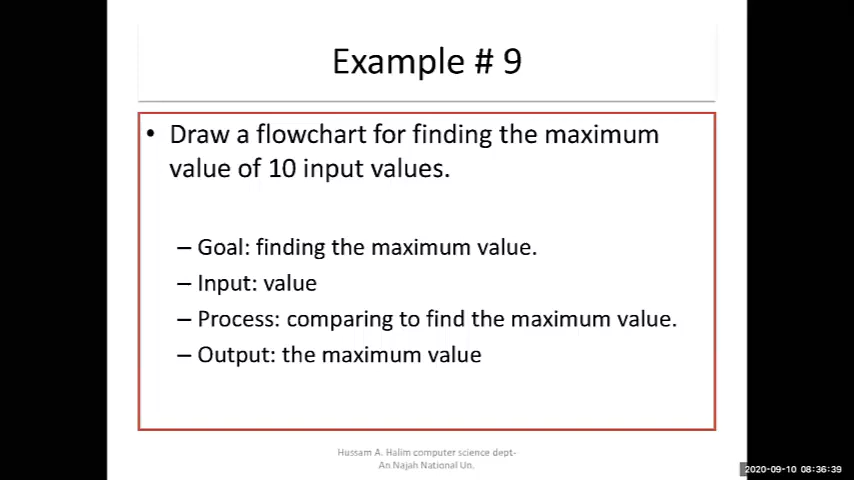 Example # 9
• Draw a flowchart for finding the maximum
value of 10 input values.
– Goal: finding the maximum value.
– Input: value
– Process: comparing to find the maximum value.
– Output: the maximum value
Hussam A. Halim computer science dept-
An Najah National Un.
2020-09-10 08:36:39